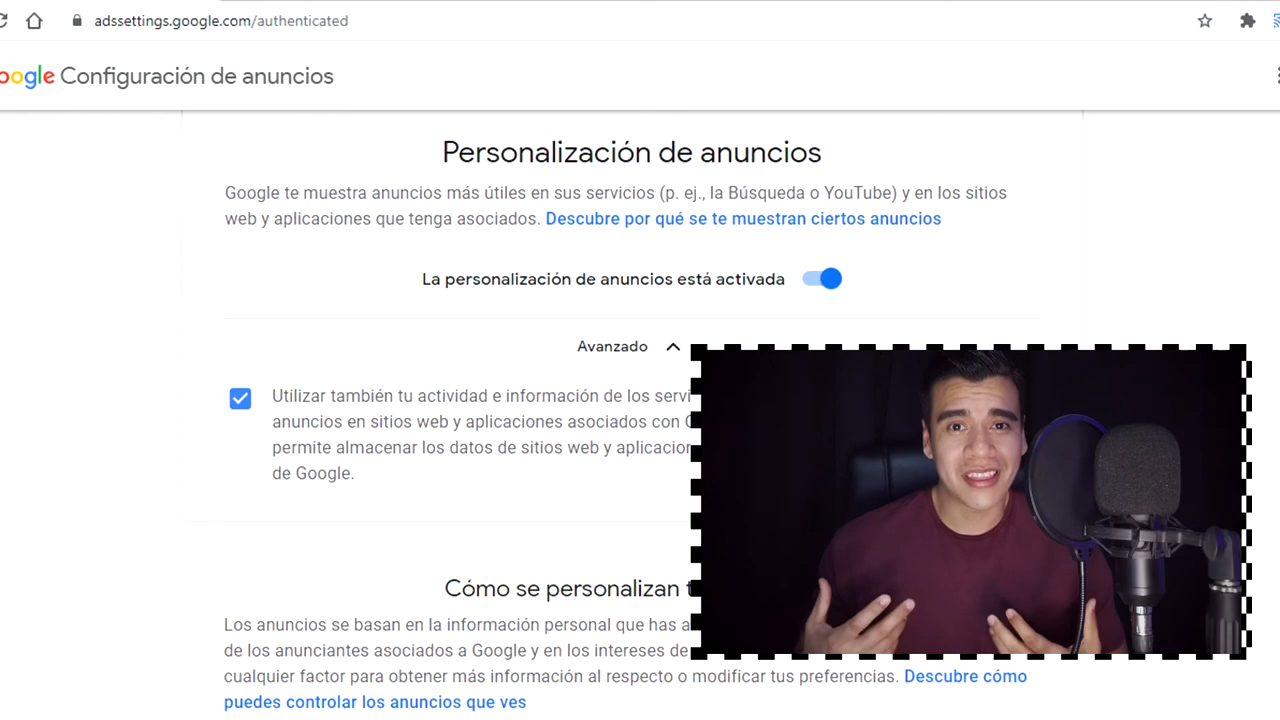 adssettings.google.com/authenticated
oogle Configuración de anuncios
Personalización de anuncios
Google te muestra anuncios más útiles en sus servicios (p. ej., la Búsqueda o YouTube) y en los sitios
web y aplicaciones que tenga asociados. Descubre por qué se te muestran ciertos anuncios
La personalización de anuncios está activada
Avanzado
Utilizar también tu actividad e información de los servi
anuncios en sitios web y aplicaciones asociados con
permite almacenar los datos de sitios web y aplicacion
de Google.
Cómo se personalizan
Los anuncios se basan en la información personal que has a
de los anunciantes asociados a Google y en los intereses de
cualquier factor para obtener más información al respecto o modificar tus preferencias. Descubre cómo
puedes controlar los anuncios que ves